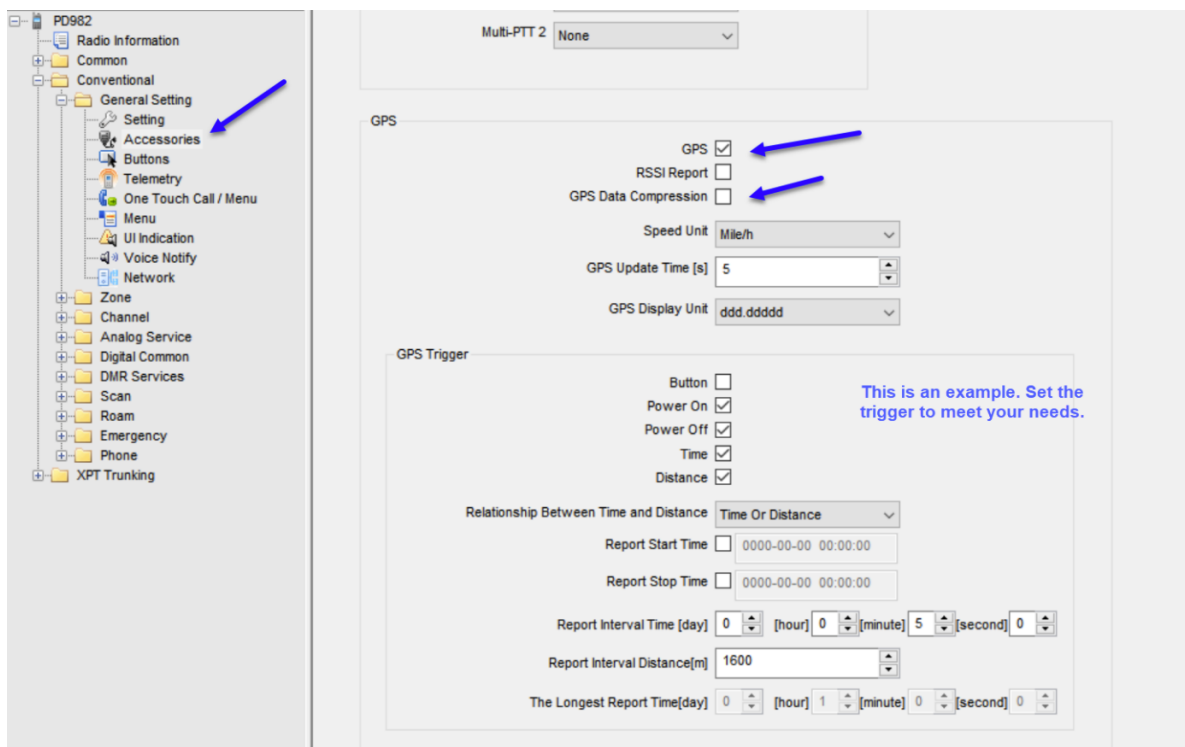 PD982
Radio Information
Common
Conventional
General Setting
Setting
Accessories
Buttons
Telemetry
One Touch Call / Menu
Menu
UI Indication
Voice Notify
Network
Zone
Channel
Analog Service
Digital Common
DMR Services
Scan
Roam
Emergency
Phone
XPT Trunking
Multi-PTT 2 None
GPS
GPS
RSSI Report
GPS Data Compression
Speed Unit Mile/h
GPS Update Time [s] 5
GPS Display Unit ddd.ddddd
GPS Trigger
Button
Power On
Power Off
Time
Distance
This is an example. Set the
trigger to meet your needs.
Relationship Between Time and Distance Time Or Distance
Report Start Time 0000-00-00 00:00:00
Report Stop Time 0000-00-00 00:00:00
Report Interval Time [day] 0 [hour] 0 [minute] 5 [second] 0
Report Interval Distance[m] 1600
The Longest Report Time[day] 0 [hour] 1 [minute] 0 [second] 0